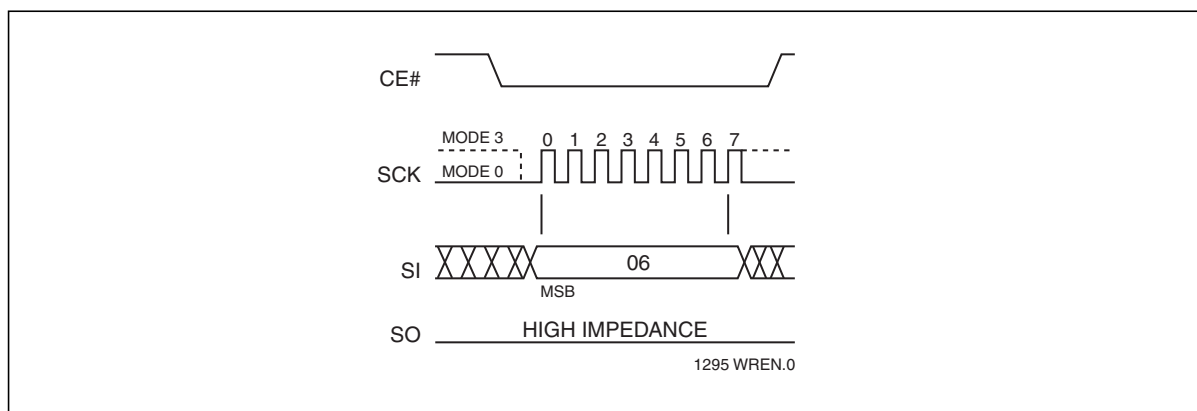 CE#
MODE 3
0 1 2 3 4 5 6 7
SCK
MODE 0
SI
06
MSB
SO
HIGH IMPEDANCE
1295 WREN.0